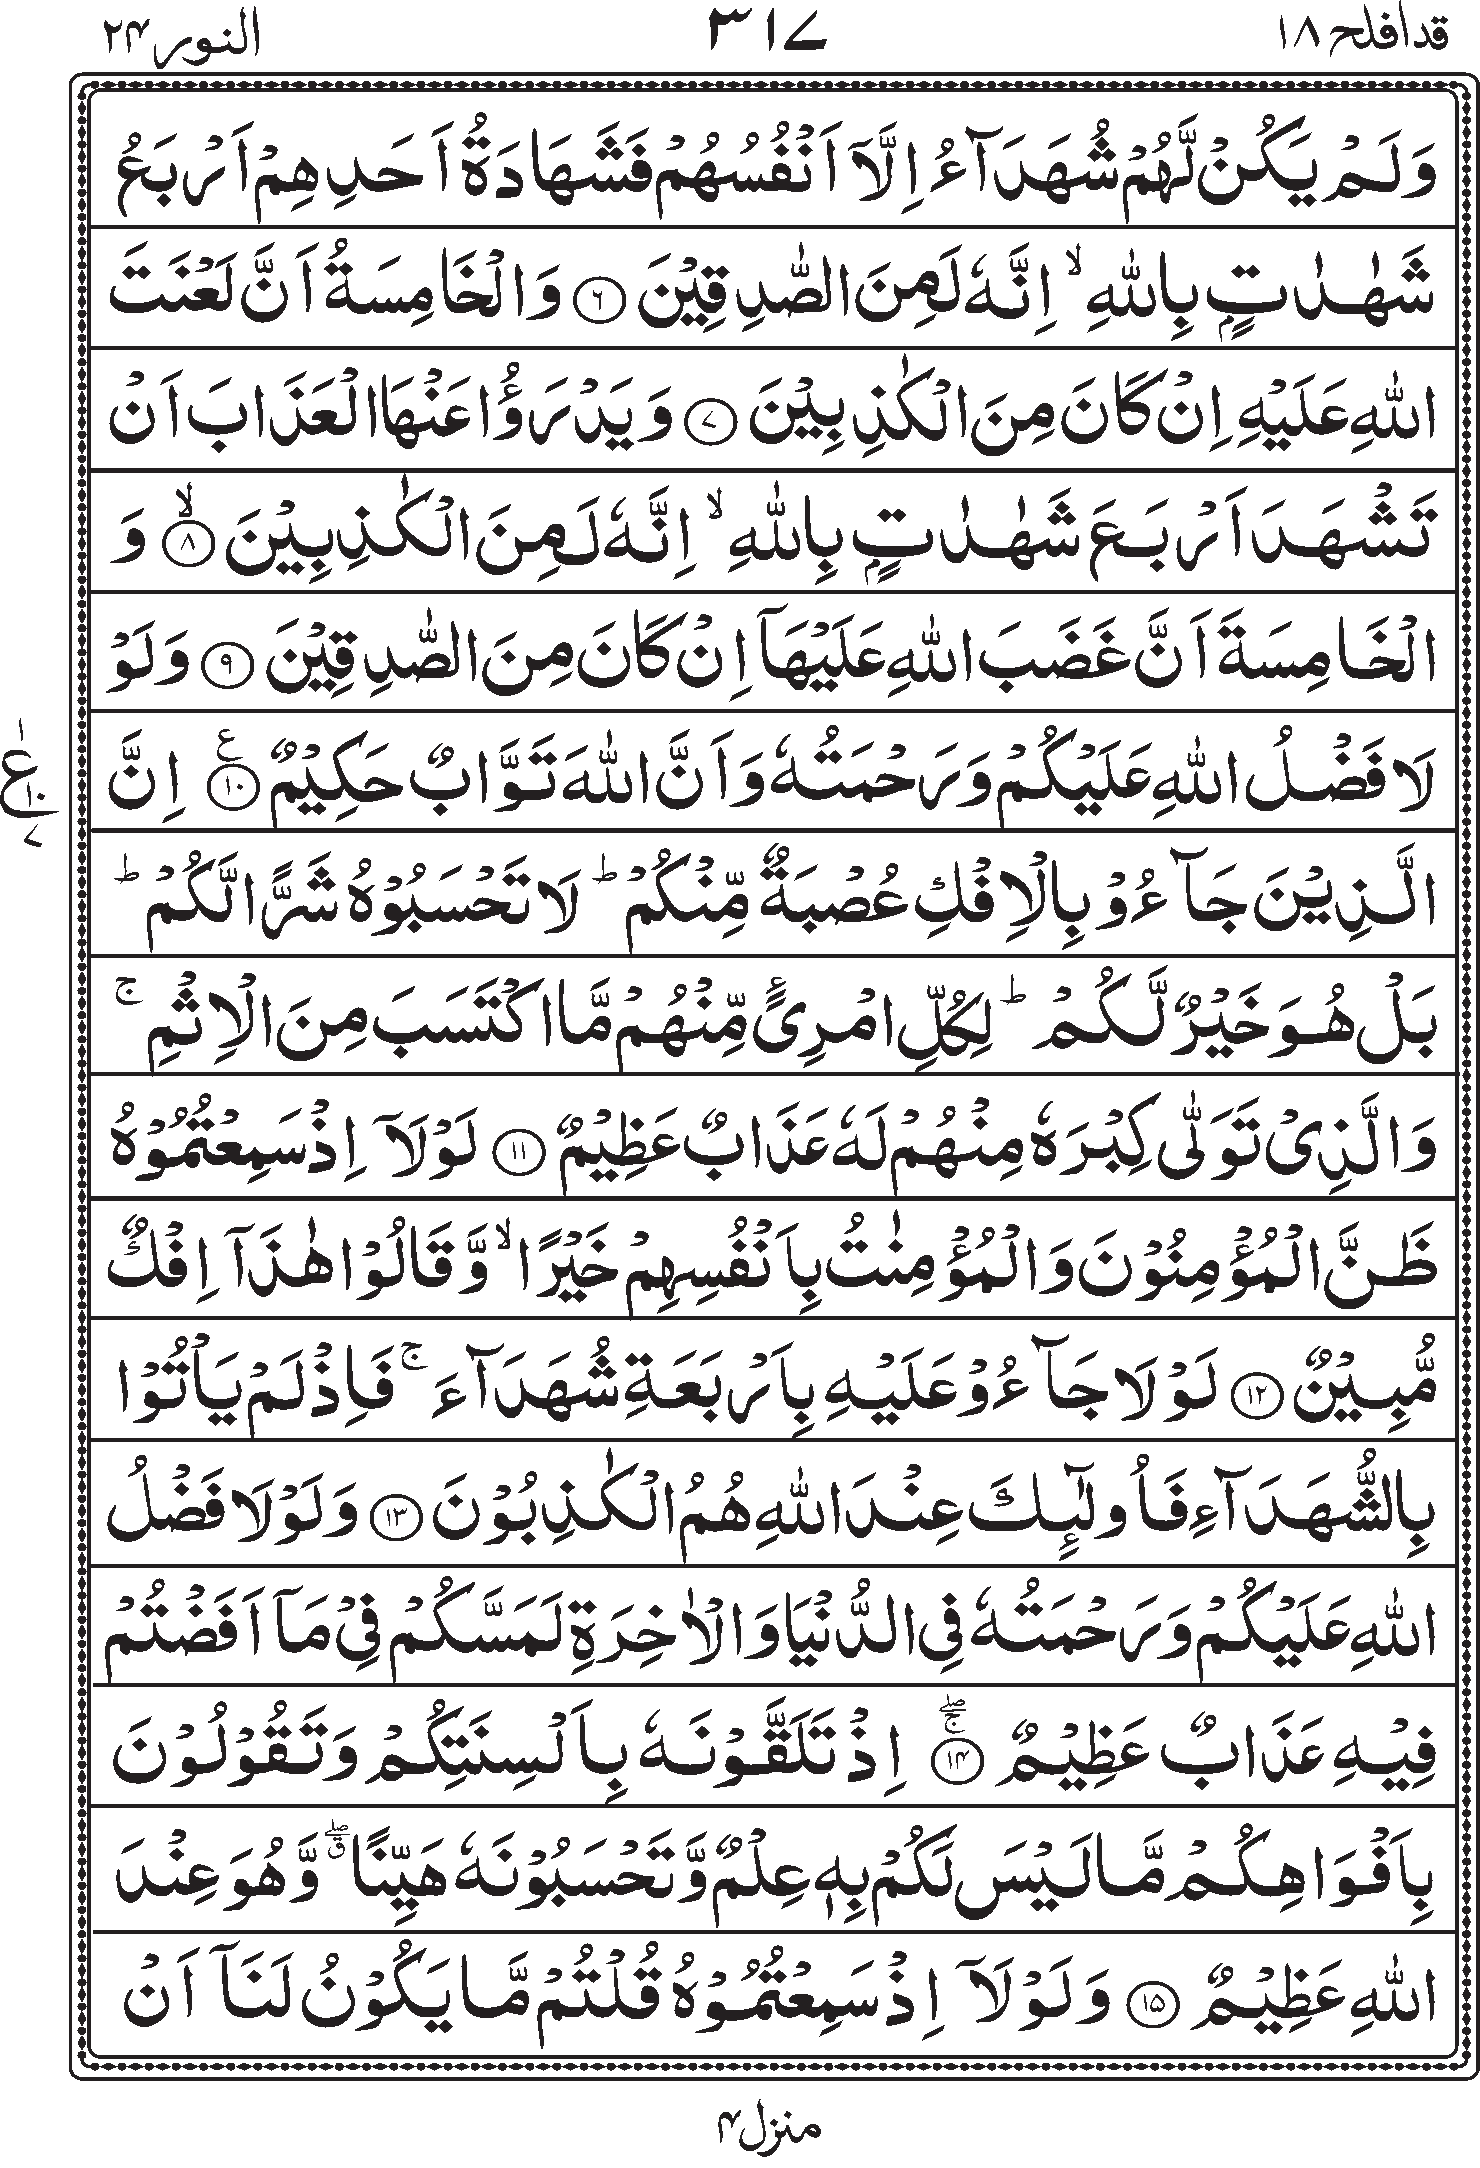 قد افلح ۱۸
۳۱۷
النور ۲۴
وَلَمْ يَكُنْ لَّهُمْ شُهَدَآءُ اِلَّاۤ اَنْفُسُهُمْ فَشَهَادَةُ اَحَدِهِمْ اَرْبَعُ
شَهٰدٰتٍۭ بِاللّٰهِ ۙ اِنَّهٗ لَمِنَ الصّٰدِقِيْنَ ۶ وَالْخَامِسَةُ اَنَّ لَعْنَتَ
اللّٰهِ عَلَيْهِ اِنْ كَانَ مِنَ الْكٰذِبِيْنَ ۷ وَيَدْرَؤُا عَنْهَا الْعَذَابَ اَنْ
تَشْهَدَ اَرْبَعَ شَهٰدٰتٍۭ بِاللّٰهِ ۙ اِنَّهٗ لَمِنَ الْكٰذِبِيْنَ ۸ ۙ وَ
الْخَامِسَةَ اَنَّ غَضَبَ اللّٰهِ عَلَيْهَاۤ اِنْ كَانَ مِنَ الصّٰدِقِيْنَ ۹ وَلَوْ
لَا فَضْلُ اللّٰهِ عَلَيْكُمْ وَرَحْمَتُهٗ وَاَنَّ اللّٰهَ تَوَّابٌ حَكِيْمٌ ۱۰ ع اِنَّ
۱
ع
۱۰
۷
الَّذِيْنَ جَآءُوْ بِالْاِفْكِ عُصْبَةٌ مِّنْكُمْ ؕ لَا تَحْسَبُوْهُ شَرًّا لَّكُمْ ؕ
بَلْ هُوَ خَيْرٌ لَّكُمْ ؕ لِكُلِّ امْرِئٍ مِّنْهُمْ مَّا اكْتَسَبَ مِنَ الْاِثْمِ ۚ
وَالَّذِيْ تَوَلّٰى كِبْرَهٗ مِنْهُمْ لَهٗ عَذَابٌ عَظِيْمٌ ۱۱ لَوْلَاۤ اِذْ سَمِعْتُمُوْهُ
ظَنَّ الْمُؤْمِنُوْنَ وَالْمُؤْمِنٰتُ بِاَنْفُسِهِمْ خَيْرًا ۙ وَّقَالُوْا هٰذَاۤ اِفْكٌ
مُّبِيْنٌ ۱۲ لَوْلَا جَآءُوْ عَلَيْهِ بِاَرْبَعَةِ شُهَدَآءَ ۚ فَاِذْ لَمْ يَاْتُوْا
بِالشُّهَدَآءِ فَاُولٰٓئِكَ عِنْدَ اللّٰهِ هُمُ الْكٰذِبُوْنَ ۱۳ وَلَوْلَا فَضْلُ
اللّٰهِ عَلَيْكُمْ وَرَحْمَتُهٗ فِي الدُّنْيَا وَالْاٰخِرَةِ لَمَسَّكُمْ فِيْ مَاۤ اَفَضْتُمْ
فِيْهِ عَذَابٌ عَظِيْمٌ ۱۴ ۖۚ اِذْ تَلَقَّوْنَهٗ بِاَلْسِنَتِكُمْ وَتَقُوْلُوْنَ
بِاَفْوَاهِكُمْ مَّا لَيْسَ لَكُمْ بِهٖ عِلْمٌ وَّتَحْسَبُوْنَهٗ هَيِّنًا ۖق وَّهُوَ عِنْدَ
اللّٰهِ عَظِيْمٌ ۱۵ وَلَوْلَاۤ اِذْ سَمِعْتُمُوْهُ قُلْتُمْ مَّا يَكُوْنُ لَنَاۤ اَنْ
منزل ۴